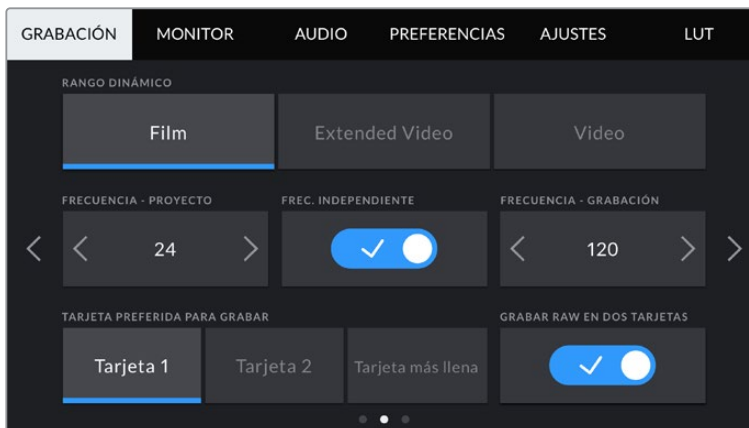 GRABACIÓN MONITOR AUDIO PREFERENCIAS AJUSTES LUT
RANGO DINÁMICO
Film Extended Video Video
FRECUENCIA - PROYECTO FREC. INDEPENDIENTE FRECUENCIA - GRABACIÓN
24 120
TARJETA PREFERIDA PARA GRABAR GRABAR RAW EN DOS TARJETAS
Tarjeta 1 Tarjeta 2 Tarjeta más llena